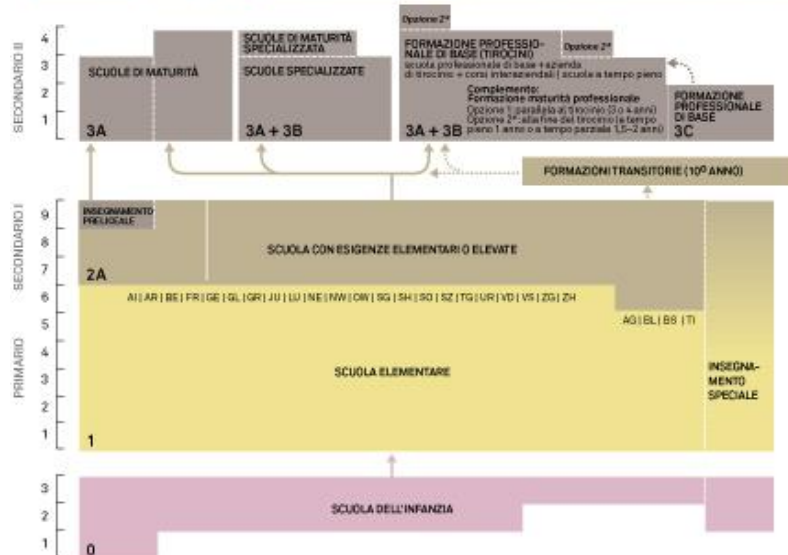 SECONDARIO II
4
3
2
1
SCUOLE DI MATURITÀ
3A
SCUOLE DI MATURITÀ
SPECIALIZZATA
SCUOLE SPECIALIZZATE
3A + 3B
Opzione 2*
FORMAZIONE PROFESSIO-
NALE DI BASE (TIROCINI)
Opzione 2*
scuola professionale di base + azienda
di tirocinio + corsi interaziendali | scuola a tempo pieno
Complemento:
Formazione maturità professionale
Opzione 1: parallela al tirocinio (3 o 4 anni)
Opzione 2*: alla fine del tirocinio (a tempo
pieno 1 anno o a tempo parziale 1,5–2 anni)
3A + 3B
FORMAZIONE
PROFESSIONALE
DI BASE
3C
FORMAZIONI TRANSITORIE (10º ANNO)
SECONDARIO I
9
8
7
INSEGNAMENTO
PRELICEALE
SCUOLA CON ESIGENZE ELEMENTARI O ELEVATE
2A
PRIMARIO
6
5
4
3
2
1
AI | AR | BE | FR | GE | GL | GR | JU | LU | NE | NW | OW | SG | SH | SO | SZ | TG | UR | VD | VS | ZG | ZH
AG | BL | BS | TI
SCUOLA ELEMENTARE
INSEGNA-
MENTO
SPECIALE
1
3
2
1
SCUOLA DELL'INFANZIA
0